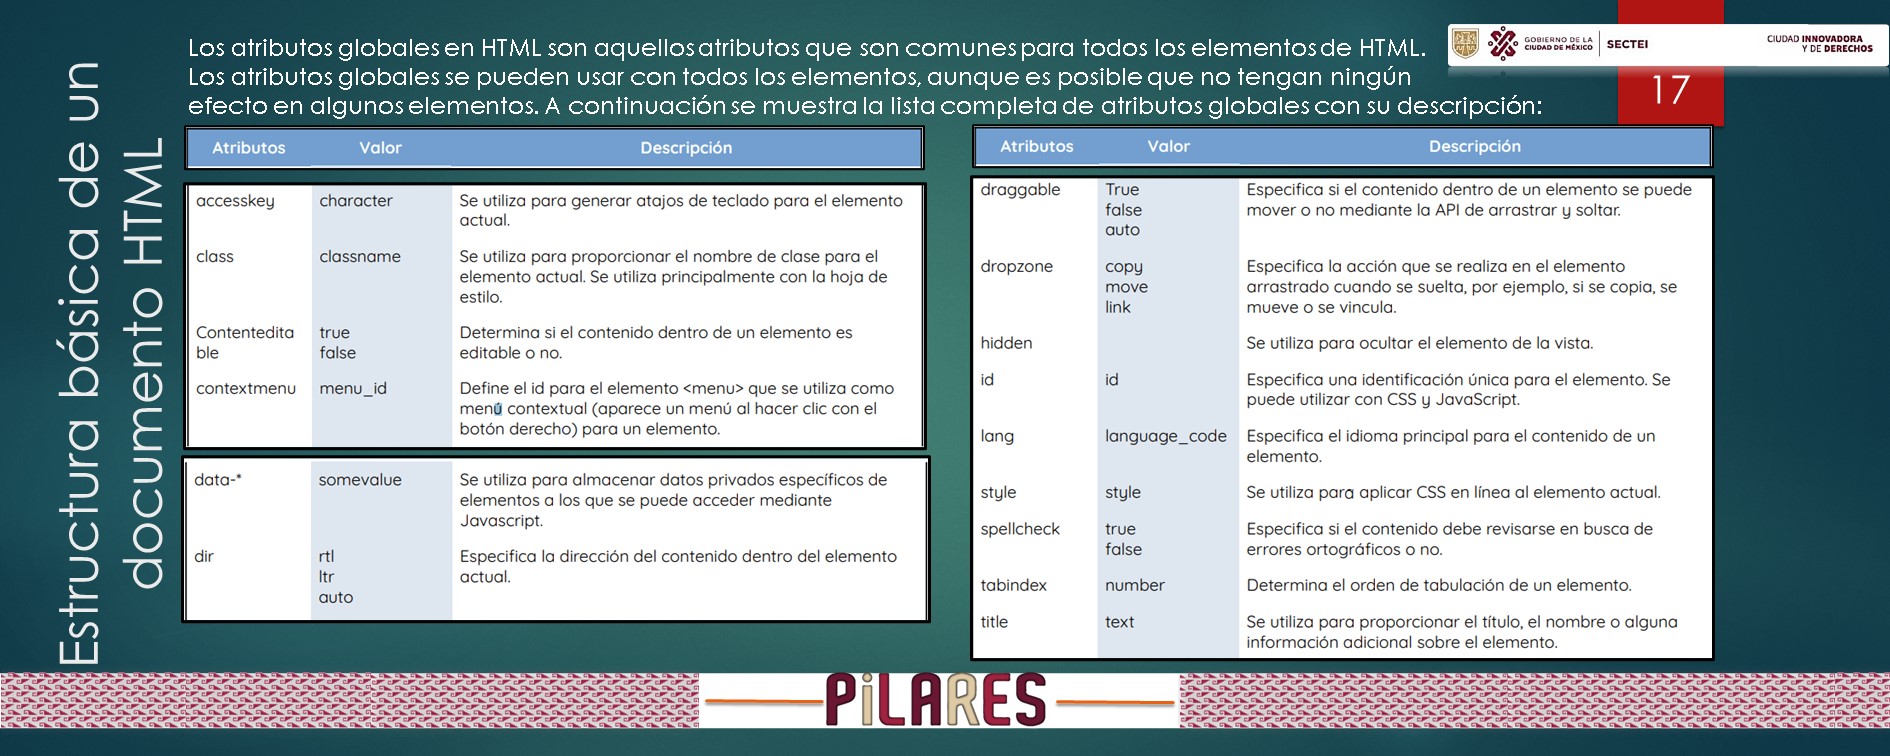 Estructura básica de un
documento HTML
Los atributos globales en HTML son aquellos atributos que son comunes para todos los elementos de HTML.
Los atributos globales se pueden usar con todos los elementos, aunque es posible que no tengan ningún
efecto en algunos elementos. A continuación se muestra la lista completa de atributos globales con su descripción:
GOBIERNO DE LA
CIUDAD DE MÉXICO
SECTEI
CIUDAD INNOVADORA
Y DE DERECHOS
17
Atributos Valor Descripción
accesskey character Se utiliza para generar atajos de teclado para el elemento
actual.
class classname Se utiliza para proporcionar el nombre de clase para el
elemento actual. Se utiliza principalmente con la hoja de
estilo.
Contentedita true Determina si el contenido dentro de un elemento es
ble false editable o no.
contextmenu menu_id Define el id para el elemento <menu> que se utiliza como
menú contextual (aparece un menú al hacer clic con el
botón derecho) para un elemento.
data-* somevalue Se utiliza para almacenar datos privados específicos de
elementos a los que se puede acceder mediante
Javascript.
dir rtl Especifica la dirección del contenido dentro del elemento
ltr actual.
auto
Atributos Valor Descripción
draggable True Especifica si el contenido dentro de un elemento se puede
false mover o no mediante la API de arrastrar y soltar.
auto
dropzone copy Especifica la acción que se realiza en el elemento
move arrastrado cuando se suelta, por ejemplo, si se copia, se
link mueve o se vincula.
hidden Se utiliza para ocultar el elemento de la vista.
id id Especifica una identificación única para el elemento. Se
puede utilizar con CSS y JavaScript.
lang language_code Especifica el idioma principal para el contenido de un
elemento.
style style Se utiliza para aplicar CSS en línea al elemento actual.
spellcheck true Especifica si el contenido debe revisarse en busca de
false errores ortográficos o no.
tabindex number Determina el orden de tabulación de un elemento.
title text Se utiliza para proporcionar el título, el nombre o alguna
información adicional sobre el elemento.
PiLARES